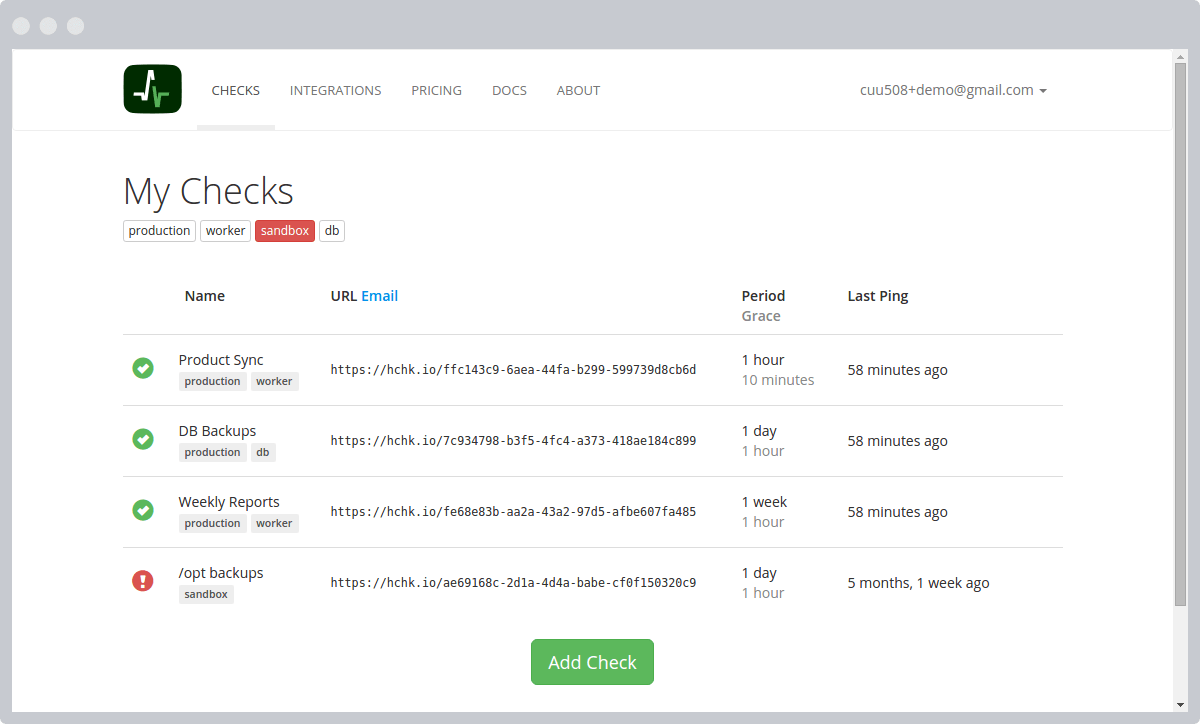 CHECKS INTEGRATIONS PRICING DOCS ABOUT cuu508+demo@gmail.com
My Checks
production worker sandbox db
Name URL Email Period Last Ping
Grace
Product Sync
production worker
https://hchk.io/ffc143c9-6aea-44fa-b299-599739d8cb6d
1 hour
10 minutes
58 minutes ago
DB Backups
production db
https://hchk.io/7c934798-b3f5-4fc4-a373-418ae184c899
1 day
1 hour
58 minutes ago
Weekly Reports
production worker
https://hchk.io/fe68e83b-aa2a-43a2-97d5-afbe607fa485
1 week
1 hour
58 minutes ago
/opt backups
sandbox
https://hchk.io/ae69168c-2d1a-4d4a-babe-cf0f150320c9
1 day
1 hour
5 months, 1 week ago
Add Check